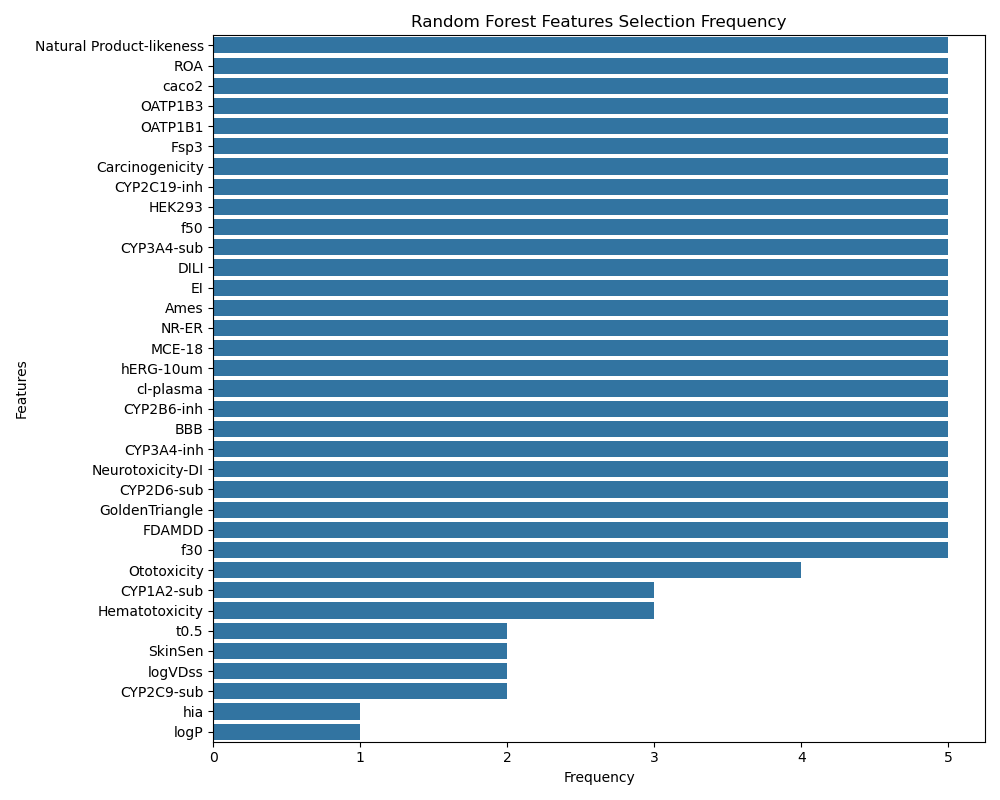 Random Forest Features Selection Frequency
Natural Product-likeness
ROA
caco2
OATP1B3
OATP1B1
Fsp3
Carcinogenicity
CYP2C19-inh
HEK293
f50
CYP3A4-sub
DILI
EI
Ames
NR-ER
MCE-18
hERG-10um
cl-plasma
CYP2B6-inh
BBB
CYP3A4-inh
Neurotoxicity-DI
CYP2D6-sub
GoldenTriangle
FDAMDD
f30
Ototoxicity
CYP1A2-sub
Hematotoxicity
t0.5
SkinSen
logVDss
CYP2C9-sub
hia
logP
Features
0 1 2 3 4 5
Frequency